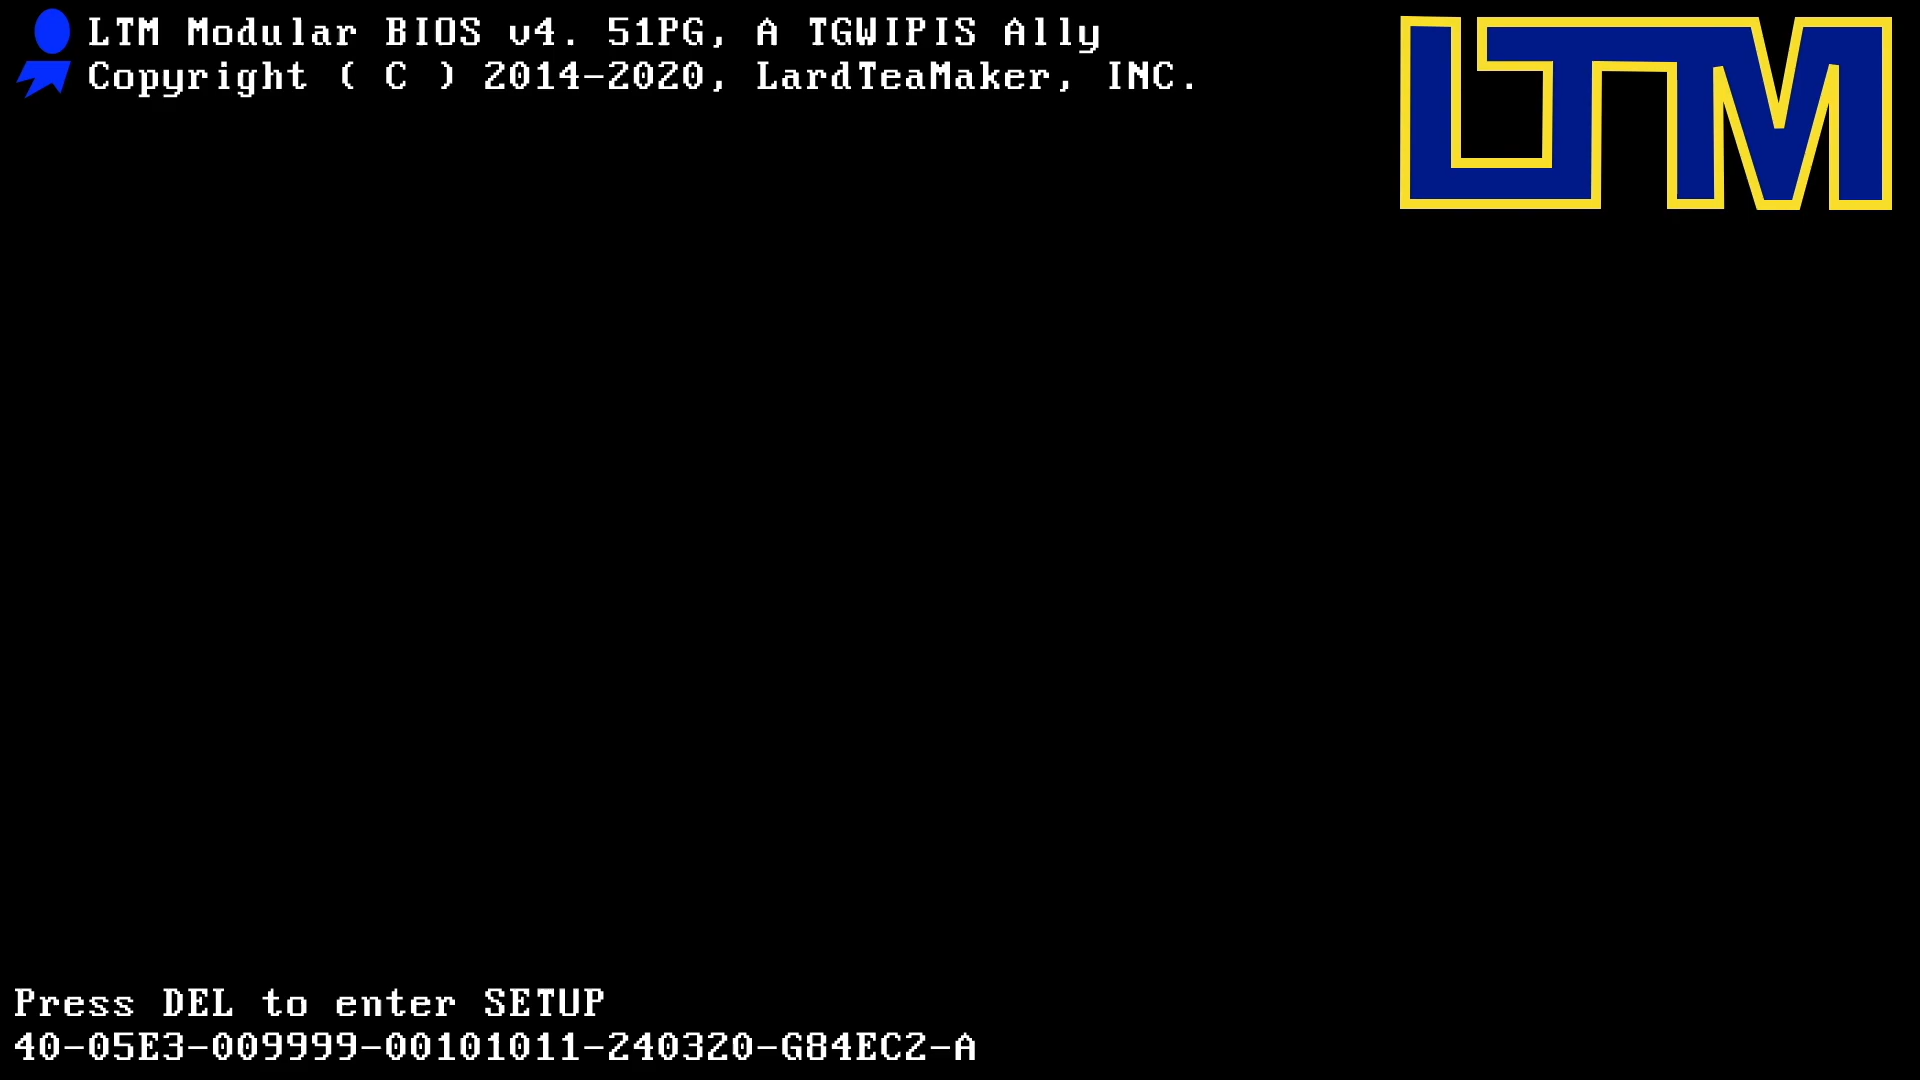 LTM Modular BIOS v4. 51PG, A TGWIPIS Ally
Copyright ( C ) 2014-2020, LardTeaMaker, INC.
LTM
Press DEL to enter SETUP
40-05E3-009999-00101011-240320-G84EC2-A